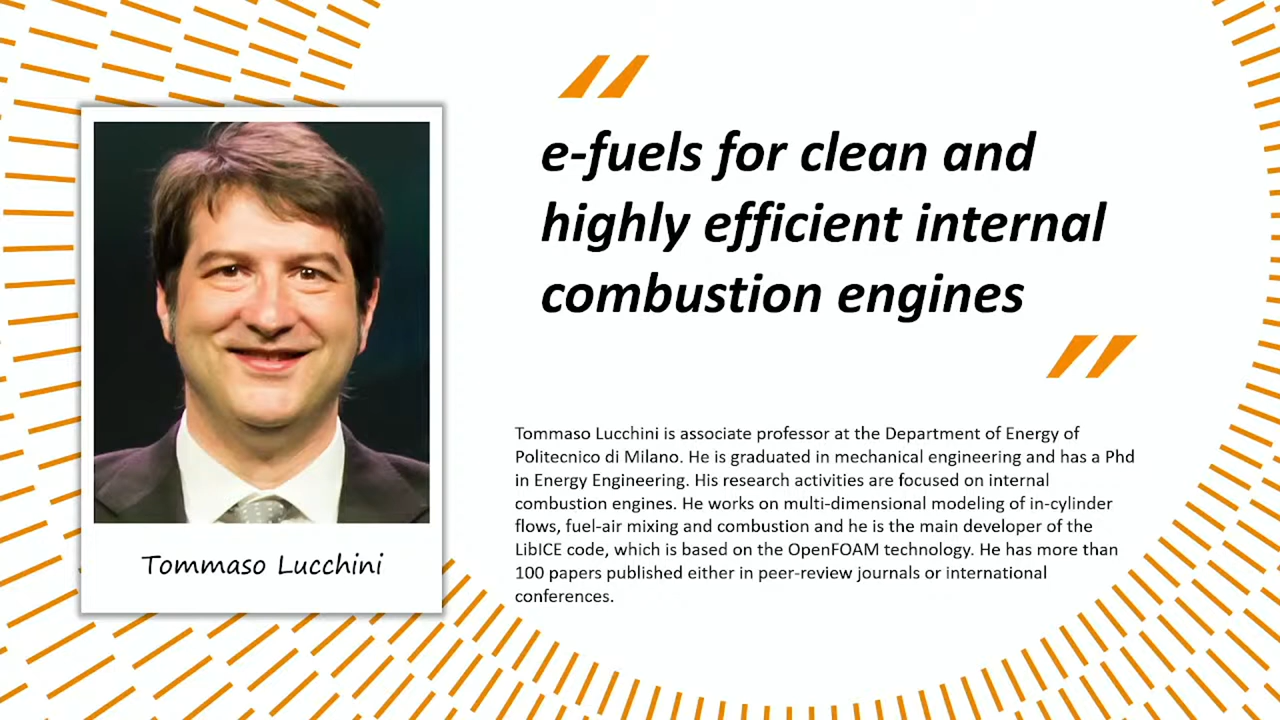 e-fuels for clean and
highly efficient internal
combustion engines
Tommaso Lucchini is associate professor at the Department of Energy of
Politecnico di Milano. He is graduated in mechanical engineering and has a Phd
in Energy Engineering. His research activities are focused on internal
combustion engines. He works on multi-dimensional modeling of in-cylinder
flows, fuel-air mixing and combustion and he is the main developer of the
LibICE code, which is based on the OpenFOAM technology. He has more than
100 papers published either in peer-review journals or international
conferences.
Tommaso Lucchini